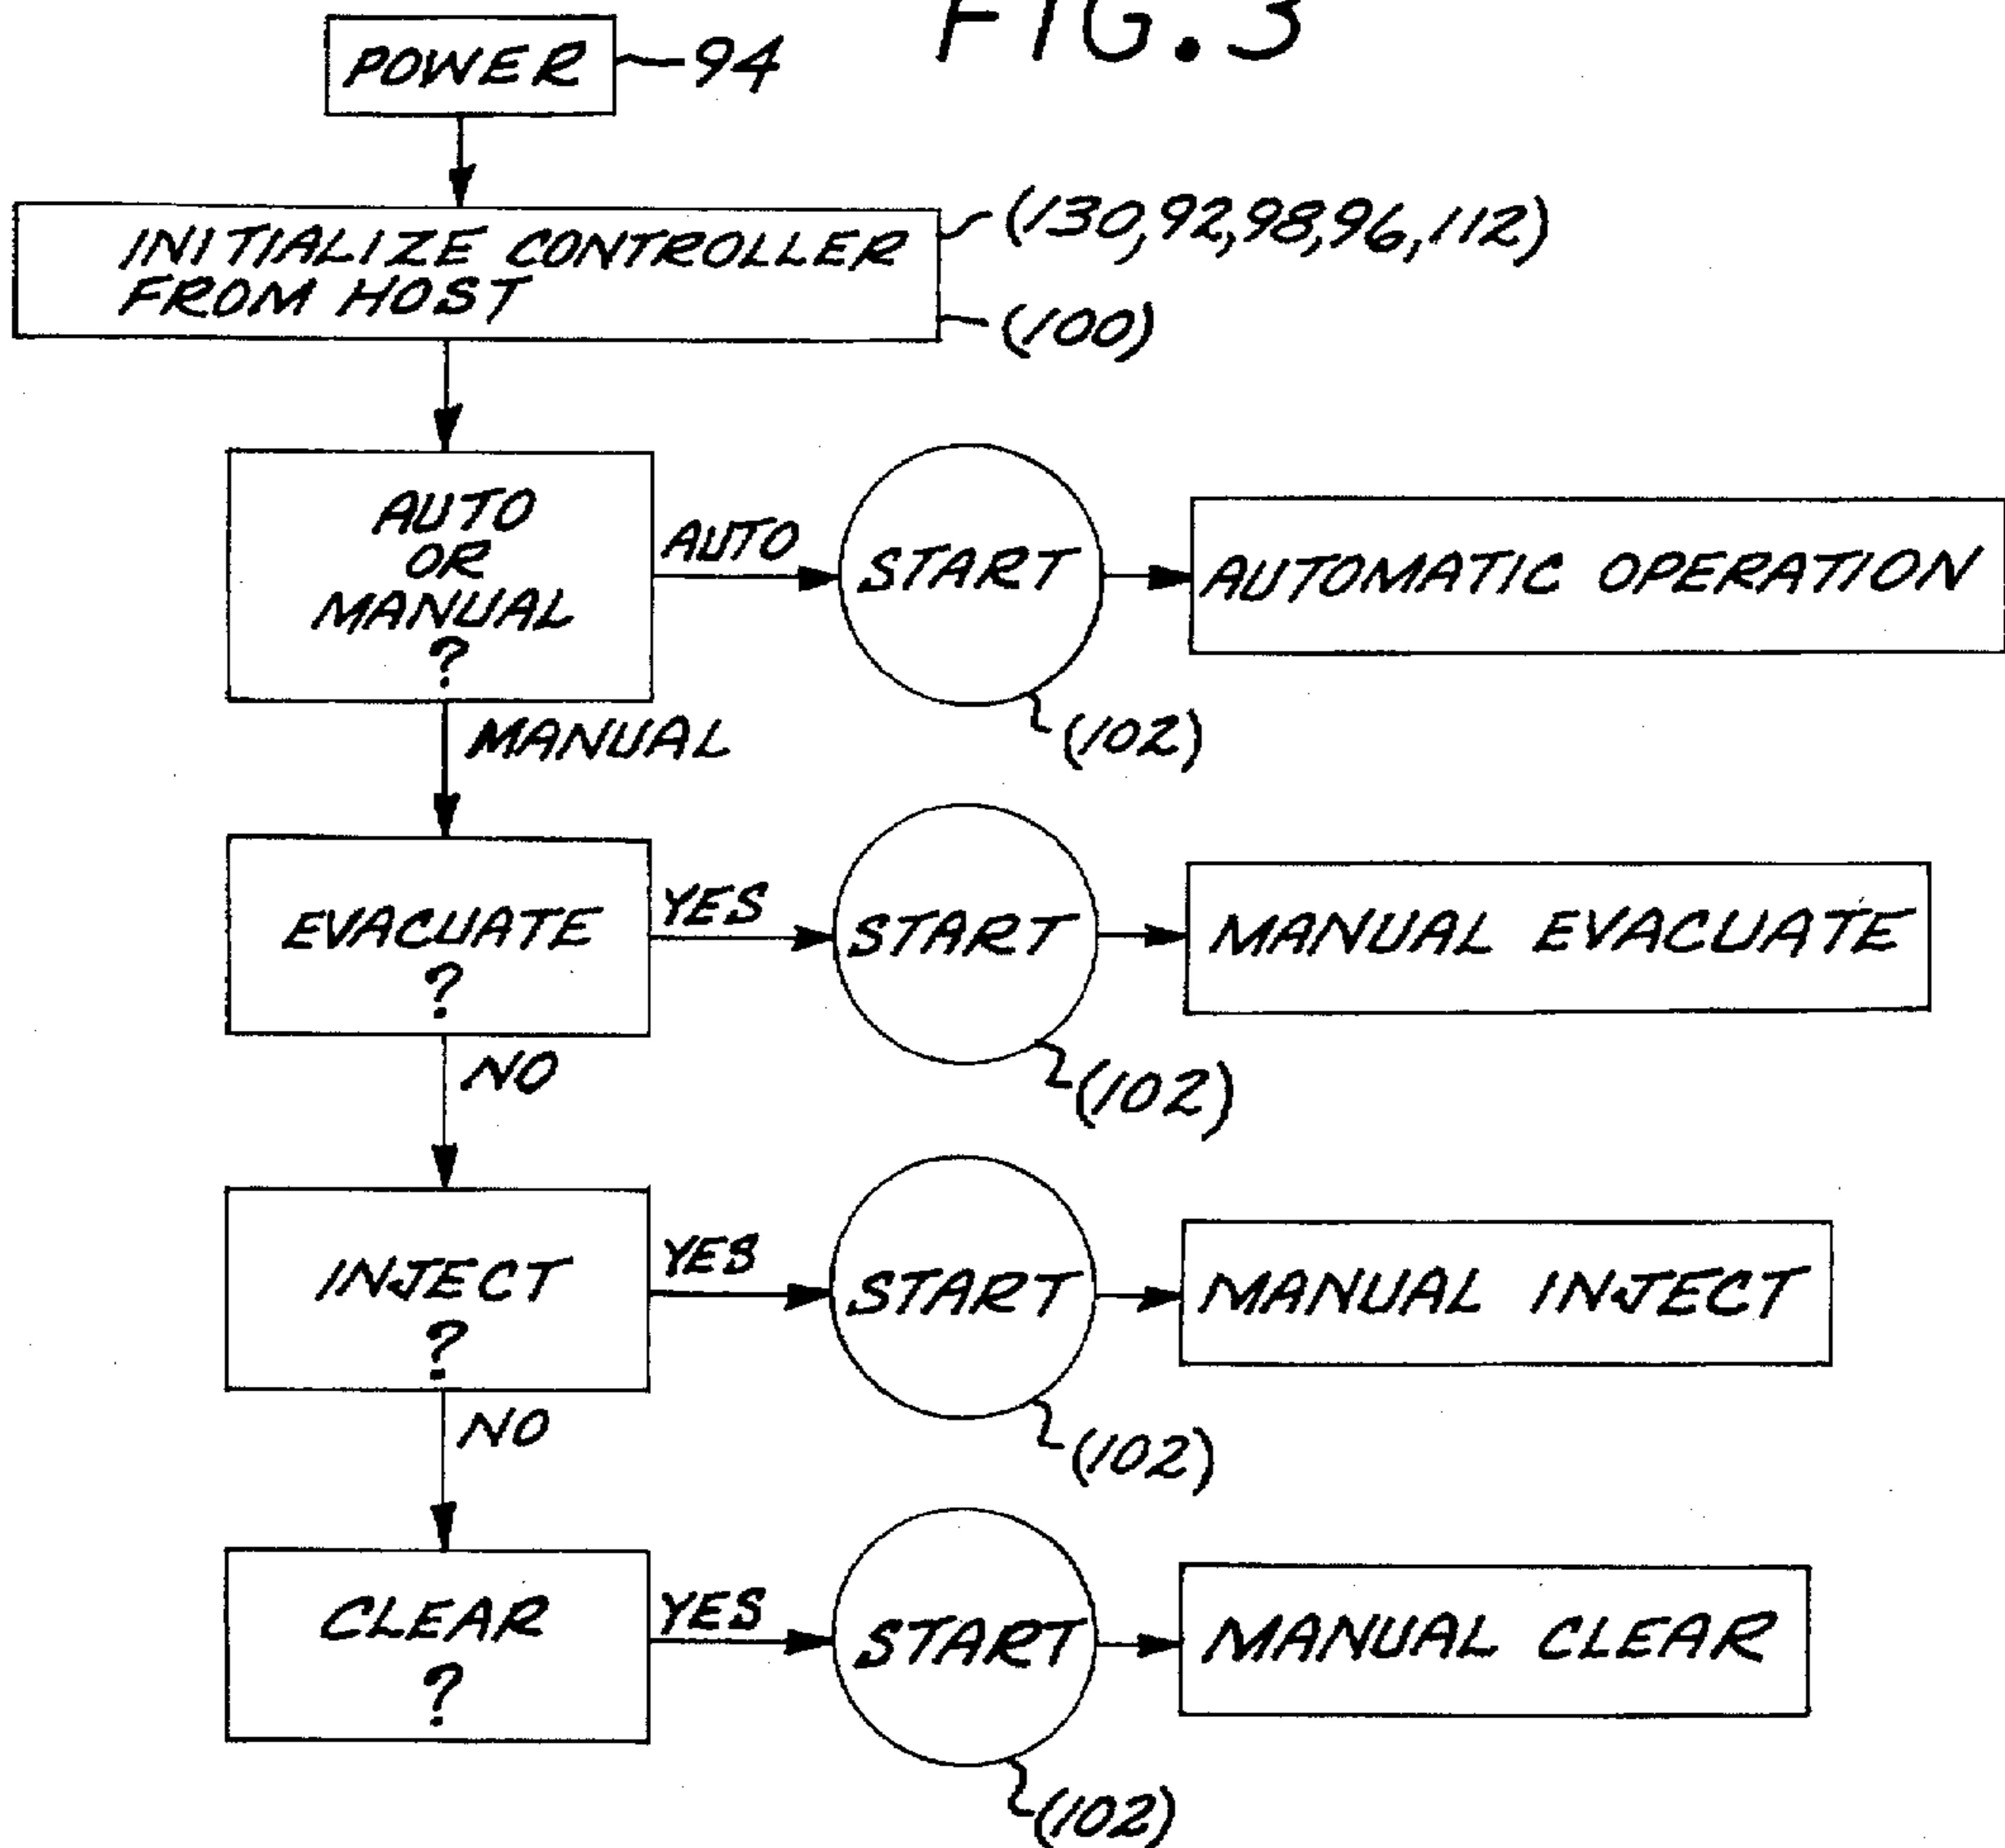 FIG. 3
POWER
94
INITIALIZE CONTROLLER
FROM HOST
(130, 92, 98, 96, 112)
(100)
AUTO
OR
MANUAL
?
AUTO
START
AUTOMATIC OPERATION
(102)
MANUAL
EVACUATE
?
YES
START
MANUAL EVACUATE
(102)
NO
INJECT
?
YES
START
MANUAL INJECT
(102)
NO
CLEAR
?
YES
START
MANUAL CLEAR
(102)